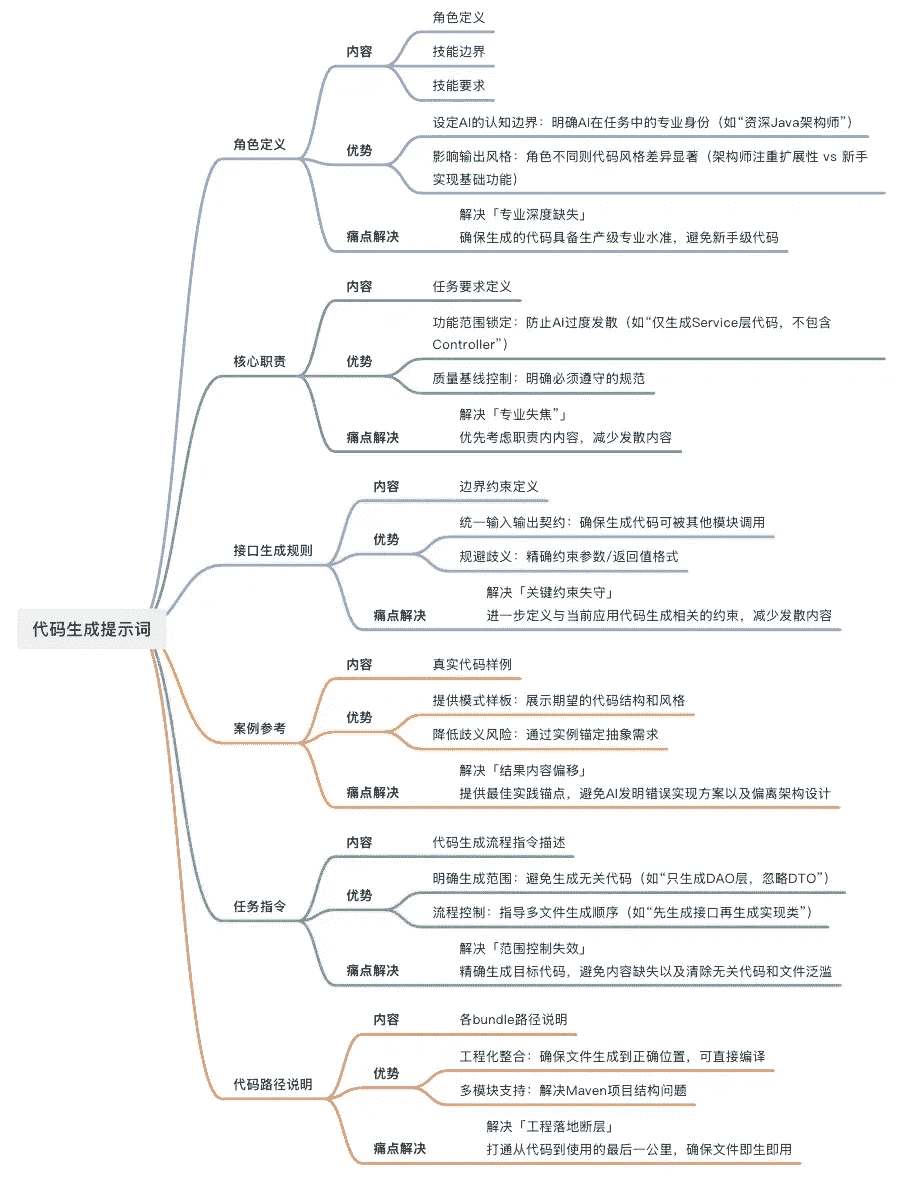 代码生成提示词
角色定义
内容
角色定义
技能边界
技能要求
优势
设定AI的认知边界：明确AI在任务中的专业身份（如“资深Java架构师”）
影响输出风格：角色不同则代码风格差异显著（架构师注重扩展性 vs 新手
实现基础功能）
痛点解决
解决「专业深度缺失」
确保生成的代码具备生产级专业水准，避免新手级代码
核心职责
内容
任务要求定义
优势
功能范围锁定：防止AI过度发散（如“仅生成Service层代码，不包含
Controller”）
质量基线控制：明确必须遵守的规范
痛点解决
解决「专业失焦”」
优先考虑职责内内容，减少发散内容
接口生成规则
内容
边界约束定义
优势
统一输入输出契约：确保生成代码可被其他模块调用
规避歧义：精确约束参数/返回值格式
痛点解决
解决「关键约束失守」
进一步定义与当前应用代码生成相关的约束，减少发散内容
案例参考
内容
真实代码样例
优势
提供模式样板：展示期望的代码结构和风格
降低歧义风险：通过实例锚定抽象需求
痛点解决
解决「结果内容偏移」
提供最佳实践锚点，避免AI发明错误实现方案以及偏离架构设计
任务指令
内容
代码生成流程指令描述
优势
明确生成范围：避免生成无关代码（如“只生成DAO层，忽略DTO”）
流程控制：指导多文件生成顺序（如“先生成接口再生成实现类”）
痛点解决
解决「范围控制失效」
精确生成目标代码，避免内容缺失以及清除无关代码和文件泛滥
代码路径说明
内容
各bundle路径说明
优势
工程化整合：确保文件生成到正确位置，可直接编译
多模块支持：解决Maven项目结构问题
痛点解决
解决「工程落地断层」
打通从代码到使用的最后一公里，确保文件即生即用